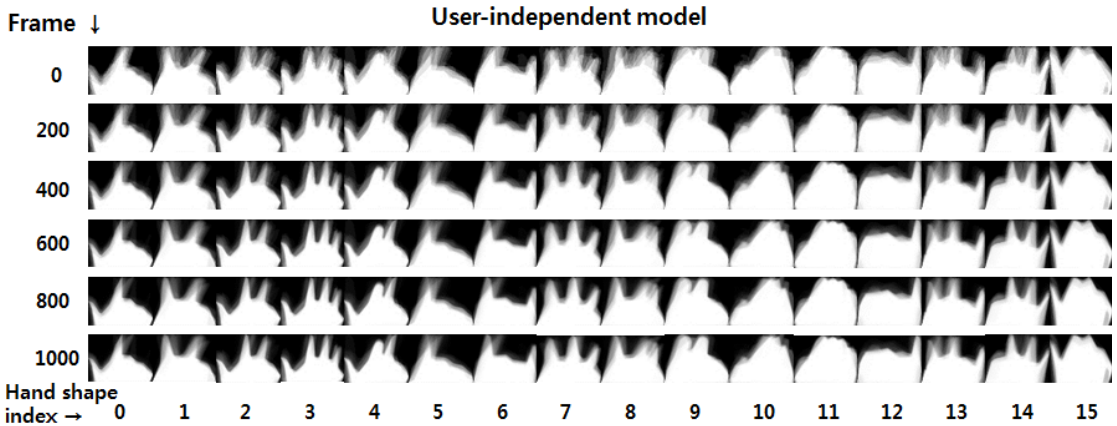 User-independent model
Frame ↓
0
200
400
600
800
1000
Hand shape
index → 0 1 2 3 4 5 6 7 8 9 10 11 12 13 14 15